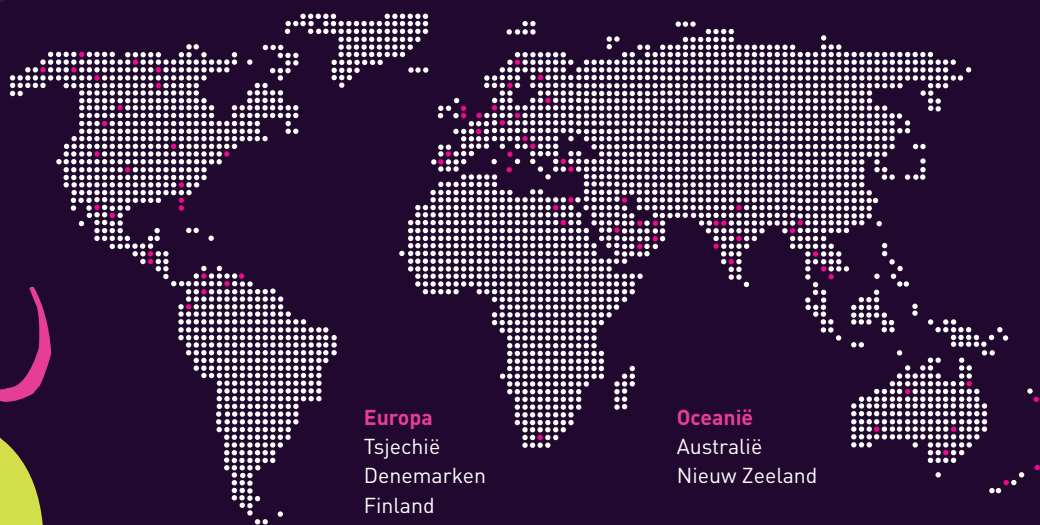 Europa
Tsjechië
Denemarken
Finland
Oceanië
Australië
Nieuw Zeeland